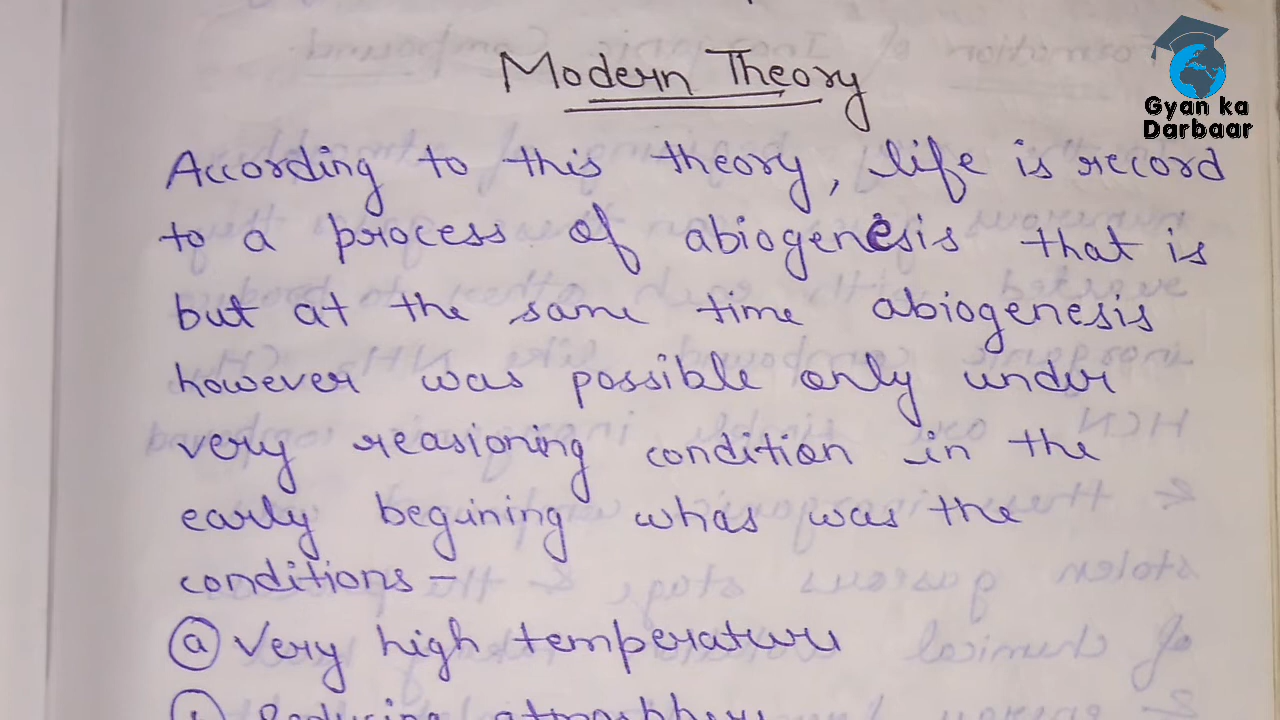 Modern Theory
Gyan ka
Darbaar
According to this theory, life is record
to a process of abiogenesis that is
but at the same time abiogenesis
however was possible only under
very reasioning condition in the
early begining whas was the
conditions –
(a) Very high temperature
Reducing atmosphere